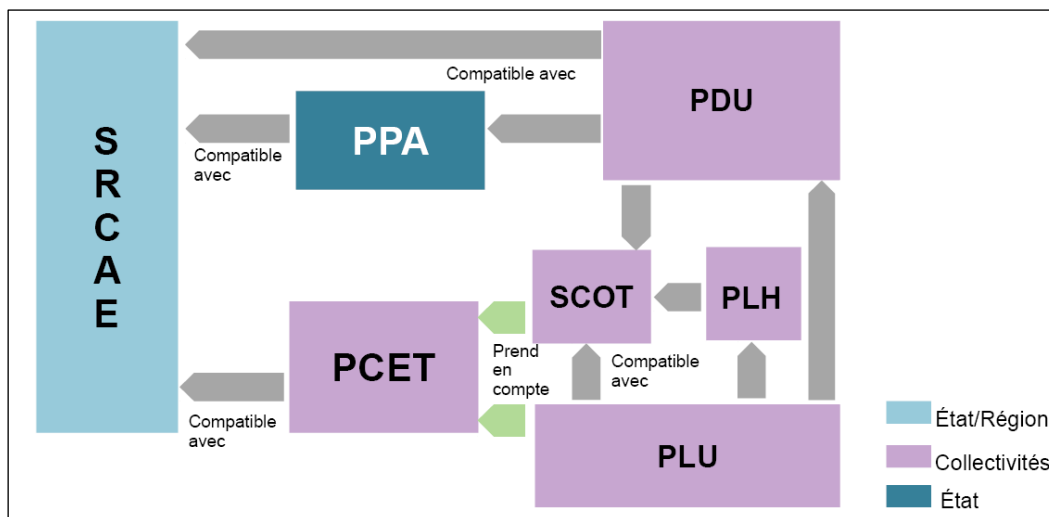 S
R
C
A
E
Compatible avec
PDU
PPA
Compatible
avec
SCOT
PLH
PCET
Prend
en
compte
Compatible
avec
Compatible
avec
PLU
État/Région
Collectivités
État